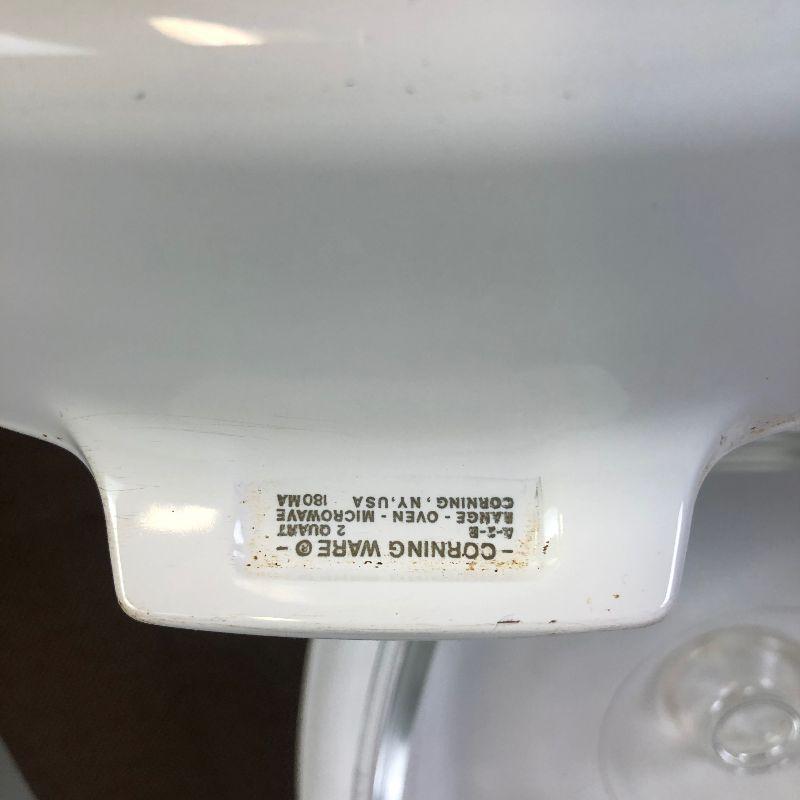 - CORNING WARE ® -
A-2-B 2 QUART
RANGE - OVEN - MICROWAVE
CORNING, NY, USA 180MA